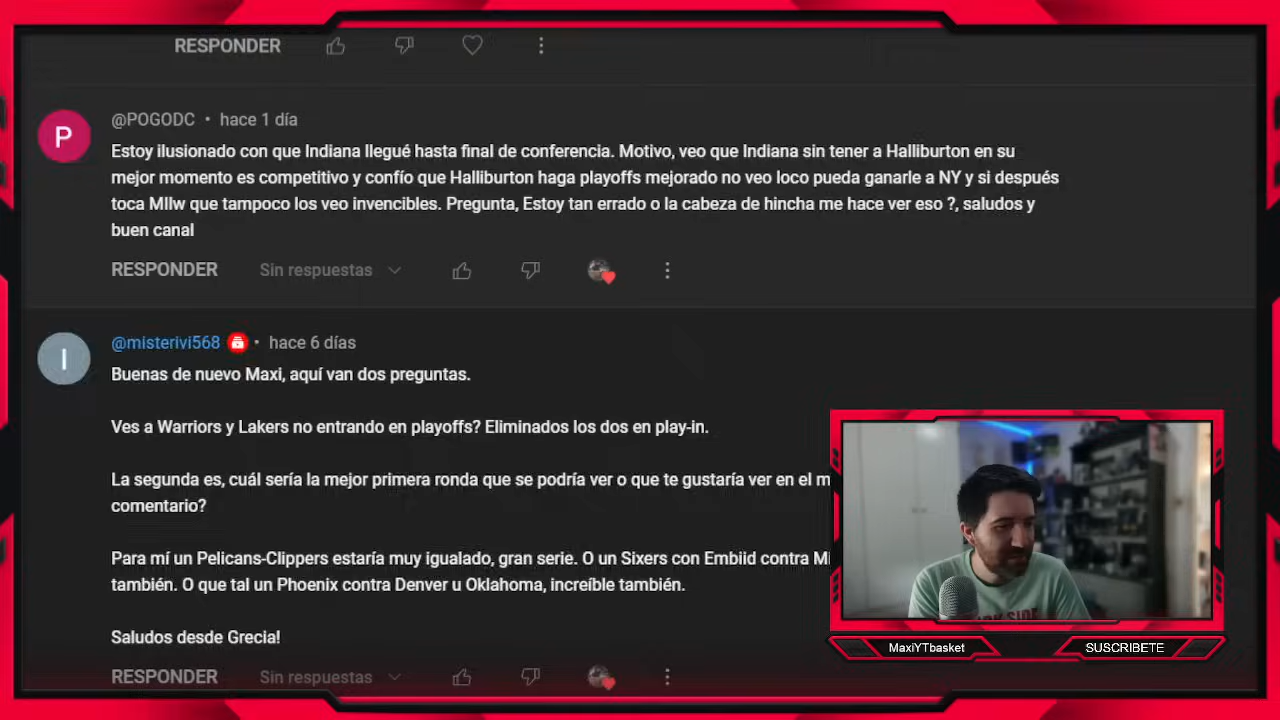 RESPONDER
P
@POGODC • hace 1 día
Estoy ilusionado con que Indiana llegué hasta final de conferencia. Motivo, veo que Indiana sin tener a Halliburton en su
mejor momento es competitivo y confío que Halliburton haga playoffs mejorado no veo loco pueda ganarle a NY y si después
toca MIlw que tampoco los veo invencibles. Pregunta, Estoy tan errado o la cabeza de hincha me hace ver eso ?, saludos y
buen canal
RESPONDER Sin respuestas
I
@misterivi568 • hace 6 días
Buenas de nuevo Maxi, aquí van dos preguntas.
Ves a Warriors y Lakers no entrando en playoffs? Eliminados los dos en play-in.
La segunda es, cuál sería la mejor primera ronda que se podría ver o que te gustaría ver en el m
comentario?
Para mí un Pelicans-Clippers estaría muy igualado, gran serie. O un Sixers con Embiid contra Mi
también. O que tal un Phoenix contra Denver u Oklahoma, increíble también.
Saludos desde Grecia!
RESPONDER Sin respuestas
MaxiYTbasket
SUSCRIBETE